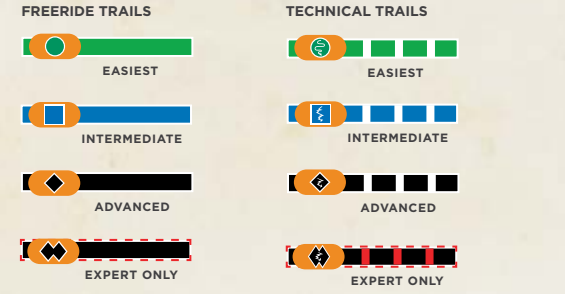 FREERIDE TRAILS
EASIEST
INTERMEDIATE
ADVANCED
EXPERT ONLY
TECHNICAL TRAILS
EASIEST
INTERMEDIATE
ADVANCED
EXPERT ONLY